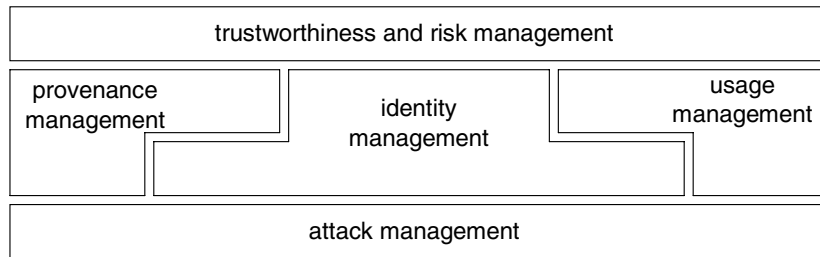 trustworthiness and risk management
provenance
management
identity
management
usage
management
attack management